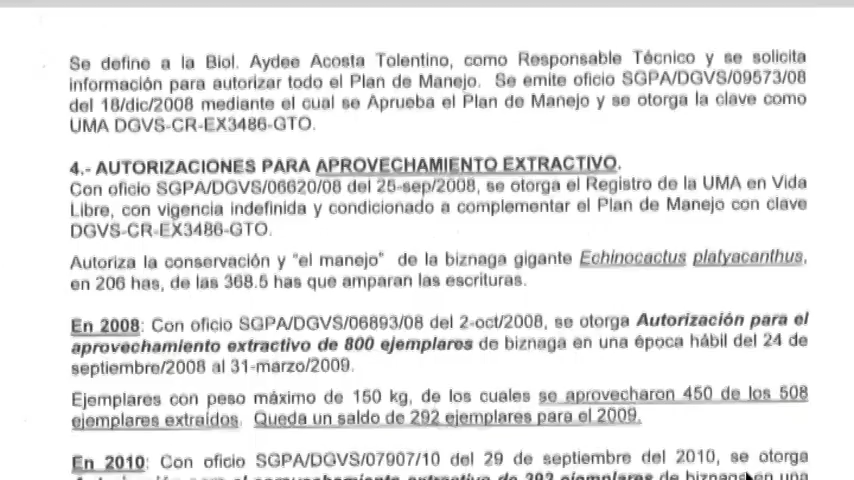 Se define a la Biol. Aydee Acosta Tolentino, como Responsable Técnico y se solicita
información para autorizar todo el Plan de Manejo. Se emite oficio SGPA/DGVS/09573/08
del 18/dic/2008 mediante el cual se Aprueba el Plan de Manejo y se otorga la clave como
UMA DGVS-CR-EX3486-GTO.
4.- AUTORIZACIONES PARA APROVECHAMIENTO EXTRACTIVO.
Con oficio SGPA/DGVS/06620/08 del 25-sep/2008, se otorga el Registro de la UMA en Vida
Libre, con vigencia indefinida y condicionado a complementar el Plan de Manejo con clave
DGVS-CR-EX3486-GTO.
Autoriza la conservación y "el manejo" de la biznaga gigante Echinocactus platyacanthus,
en 206 has, de las 368.5 has que amparan las escrituras.
En 2008: Con oficio SGPA/DGVS/06893/08 del 2-oct/2008, se otorga Autorización para el
aprovechamiento extractivo de 800 ejemplares de biznaga en una época hábil del 24 de
septiembre/2008 al 31-marzo/2009.
Ejemplares con peso máximo de 150 kg, de los cuales se aprovecharon 450 de los 508
ejemplares extraídos. Queda un saldo de 292 ejemplares para el 2009.
En 2010: Con oficio SGPA/DGVS/07907/10 del 29 de septiembre del 2010, se otorga
extractivo de 292 ejemplares de biznaga en una